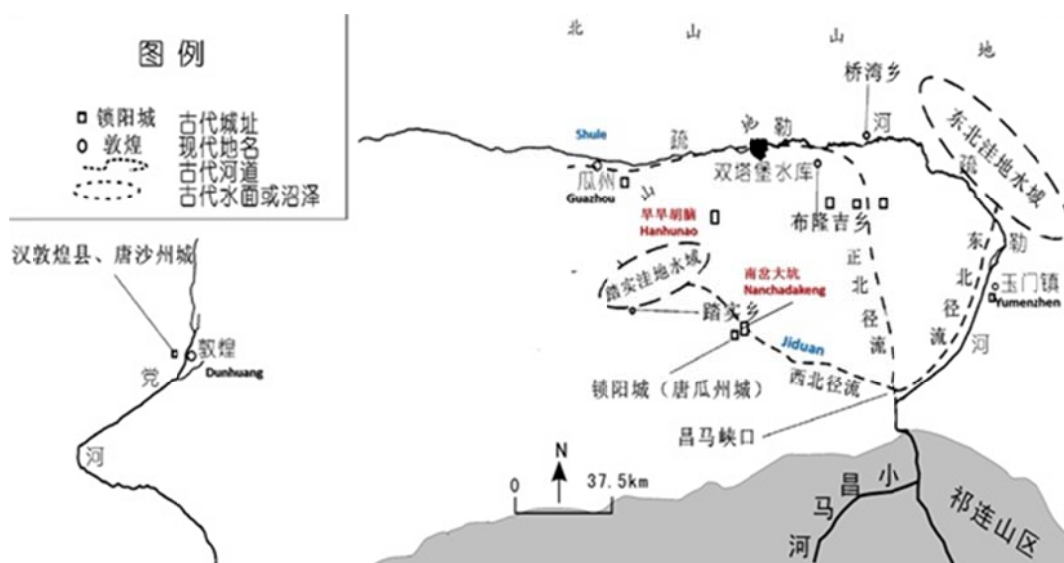 图例
锁阳城 古代城址
敦煌 现代地名
古代河道
古代水面或沼泽
汉敦煌县、唐沙州城
敦煌
Dunhuang
党
河
北 山 山 地
桥湾乡
东北洼地水域
Shule
疏 勒 河
地
山
瓜州
Guazhou
双塔堡水库
疏
勒
河
旱旱胡脑
Hanhunao
布隆吉乡
正北径流
东北径流
玉门镇
Yumenzhen
踏实洼地水域
南岔大坑
Nanchadakeng
踏实乡
Jiduan
锁阳城（唐瓜州城）
西北径流
昌马峡口
N
0 37.5km
小昌马河
祁连山区